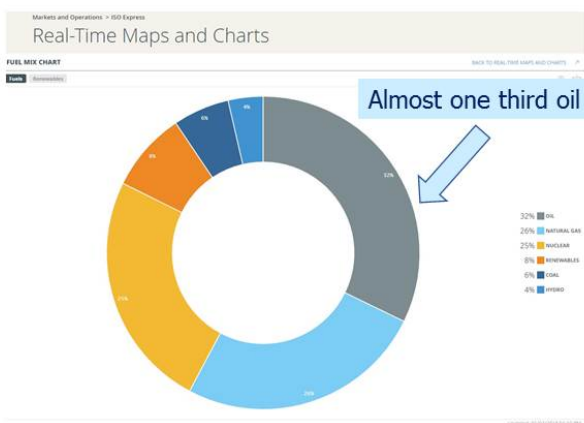 Markets and Operations > ISO Express
Real-Time Maps and Charts
FUEL MIX CHART
BACK TO REAL-TIME MAPS AND CHARTS
Fuels
Renewables
Almost one third oil
4%
6%
8%
32%
25%
26%
32% OIL
26% NATURAL GAS
25% NUCLEAR
8% RENEWABLES
6% COAL
4% HYDRO